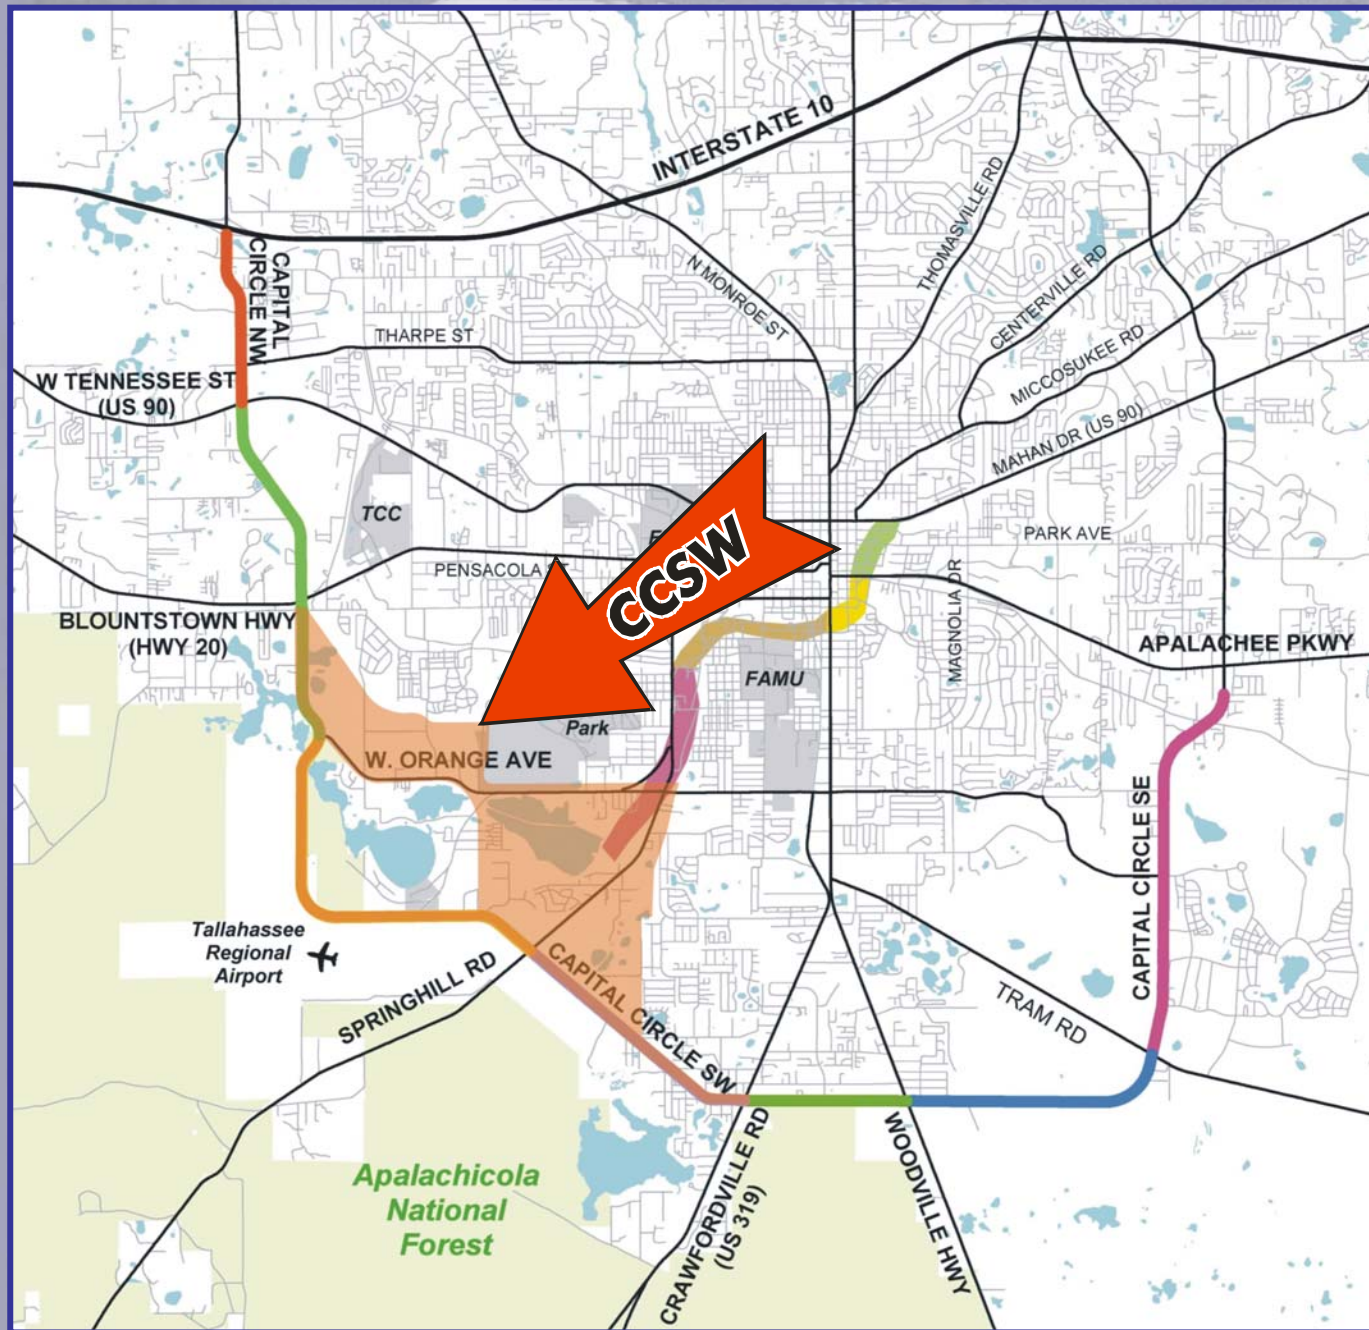 INTERSTATE 10
CAPITAL
CIRCLE NW
N MONROE ST
THOMASVILLE RD
CENTERVILLE RD
MICCOSUKEE RD
MAHAN DR (US 90)
THARPE ST
W TENNESSEE ST
(US 90)
TCC
CCSW
PARK AVE
PENSACOLA
MAGNOLIA DR
BLOUNTSTOWN HWY
(HWY 20)
APALACHEE PKWY
FAMU
Park
W. ORANGE AVE
CAPITAL CIRCLE SE
Tallahassee
Regional
Airport
SPRINGHILL RD
CAPITAL CIRCLE SW
TRAM RD
CRAWFORDVILLE RD
(US 319)
WOODVILLE HWY
Apalachicola
National
Forest